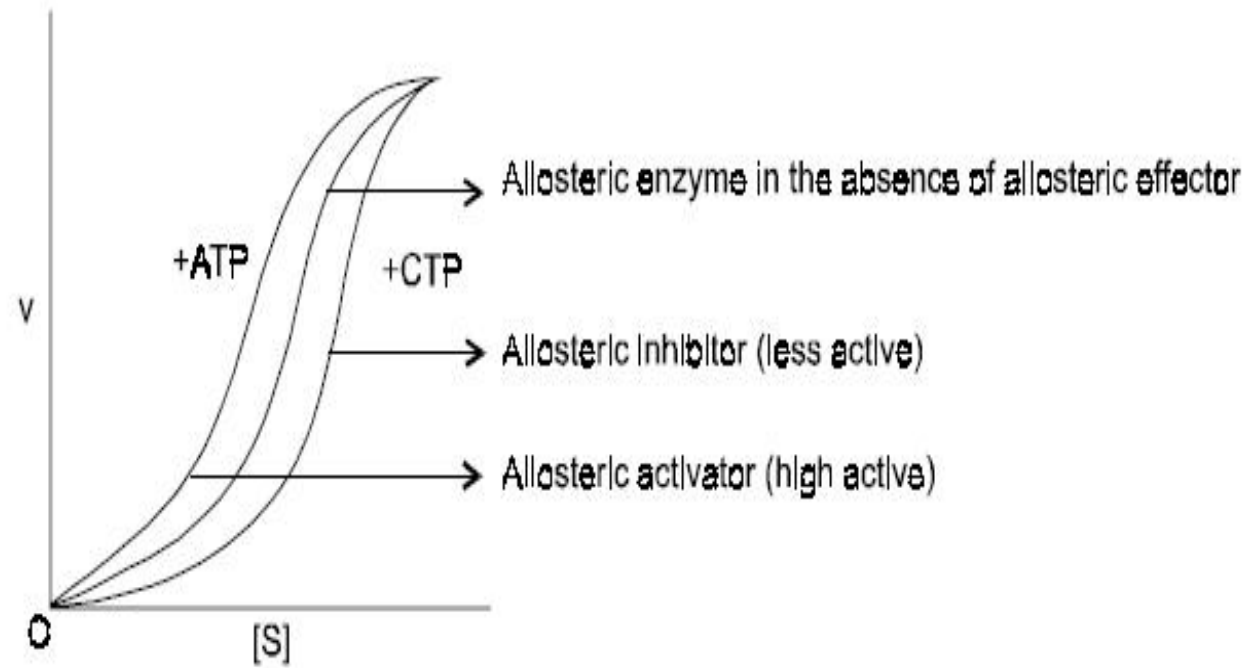 Allosteric enzyme in the absence of allosteric effector
+ATP
+CTP
v
Allosteric inhibitor (less active)
Allosteric activator (high active)
O
[S]